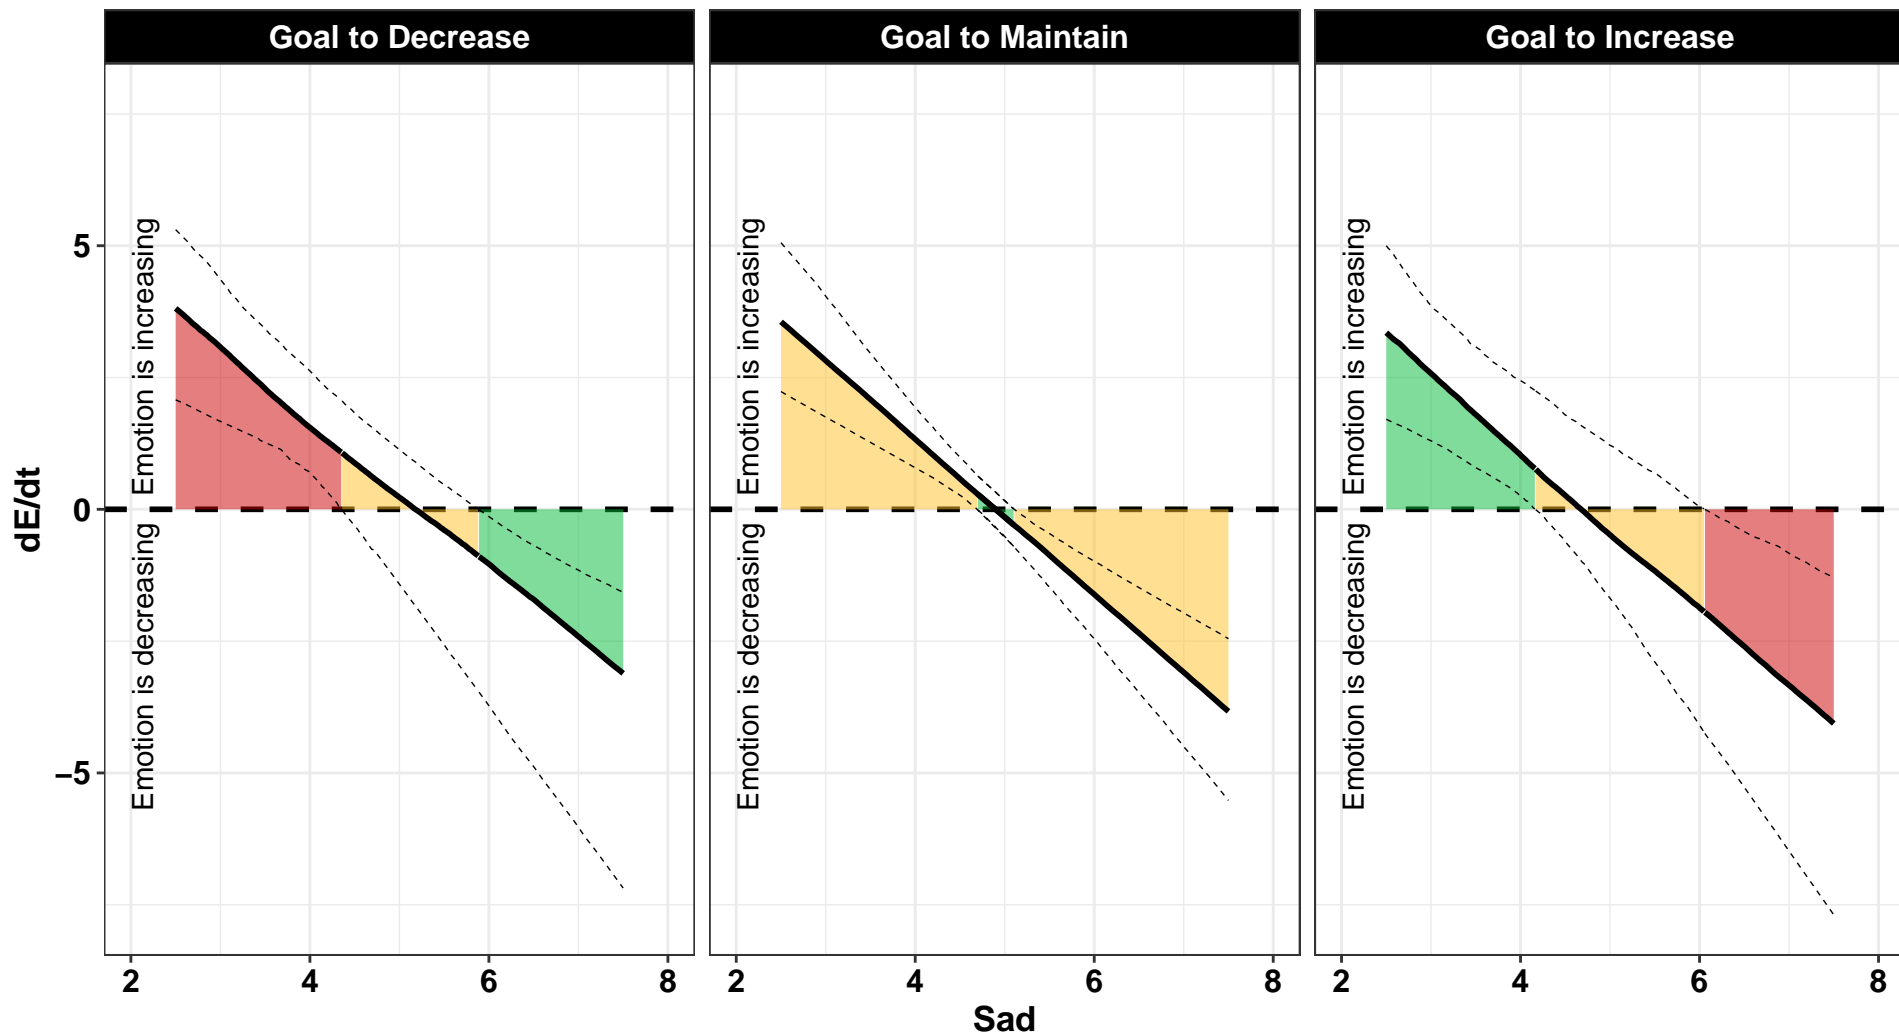 Goal to Decrease
Goal to Maintain
Goal to Increase
dE/dt
5
0
−5
Emotion is increasing
Emotion is decreasing
Emotion is increasing
Emotion is decreasing
Emotion is increasing
Emotion is decreasing
2 4 6 8
2 4 6 8
2 4 6 8
Sad